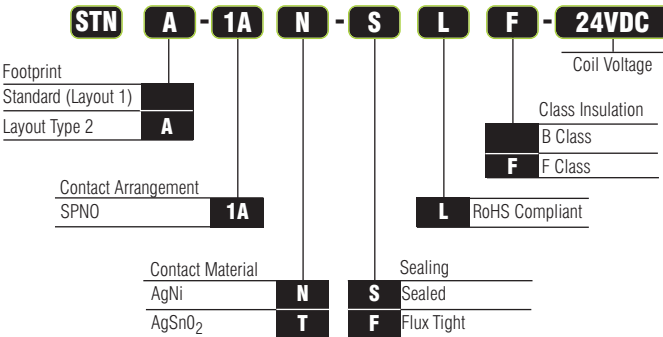 STN A - 1A N - S L F - 24VDC
Coil Voltage
Footprint
Standard (Layout 1)
Layout Type 2 A
Class Insulation
B Class
F F Class
Contact Arrangement
SPNO 1A
L RoHS Compliant
Contact Material
AgNi N
AgSn0₂ T
Sealing
S Sealed
F Flux Tight